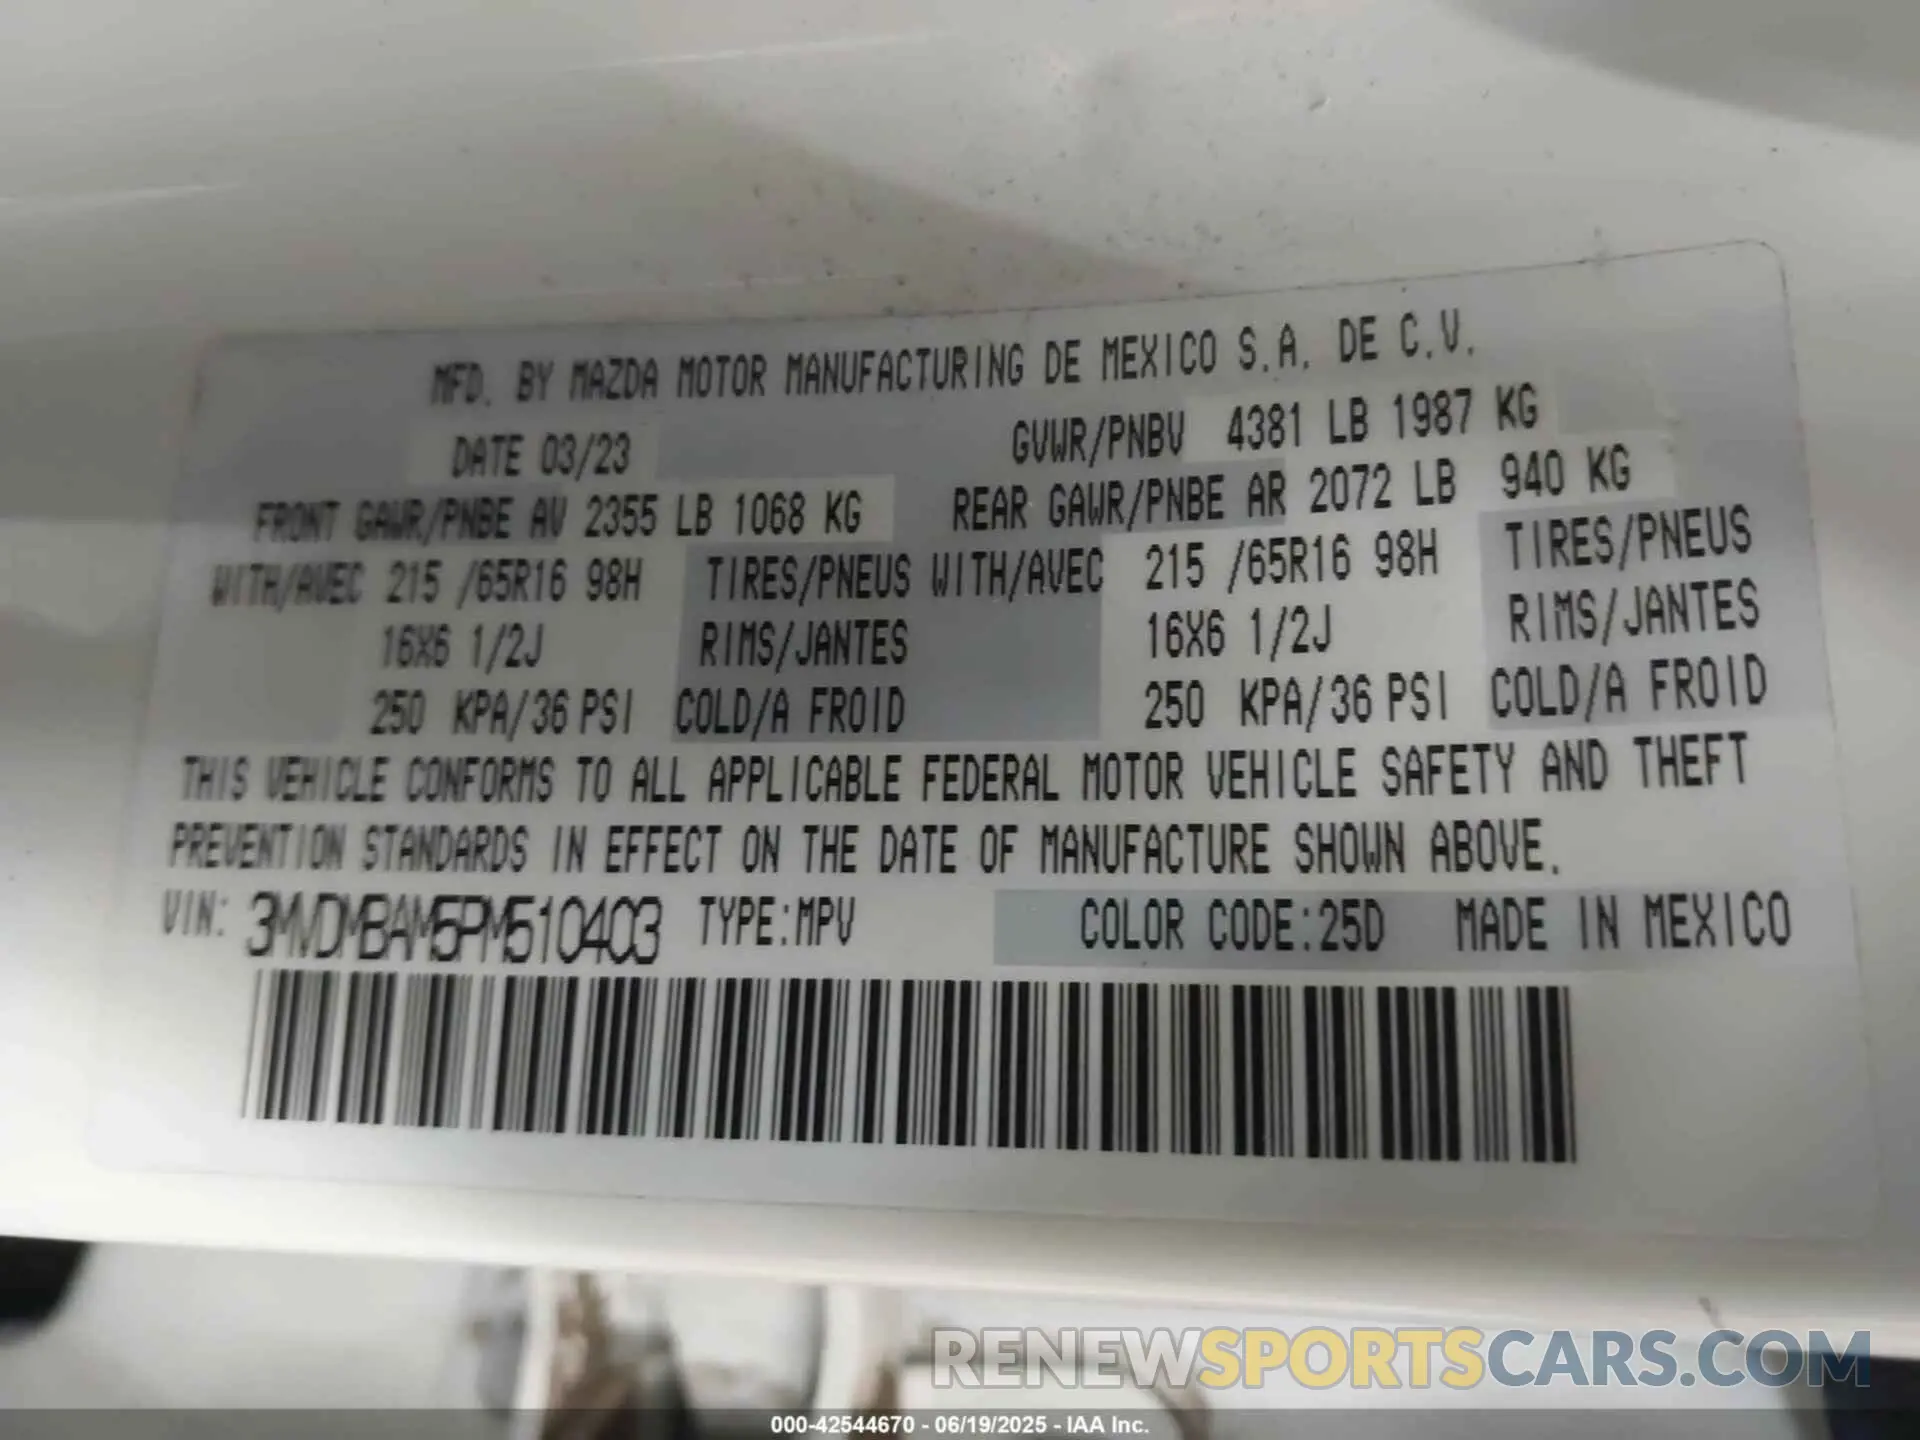 MFD. BY MAZDA MOTOR MANUFACTURING DE MEXICO S.A. DE C.V.
DATE 03/23 GVWR/PNBV 4381 LB 1987 KG
FRONT GAWR/PNBE AV 2355 LB 1068 KG REAR GAWR/PNBE AR 2072 LB 940 KG
WITH/AVEC 215 /65R16 98H TIRES/PNEUS WITH/AVEC 215 /65R16 98H TIRES/PNEUS
16X6 1/2J RIMS/JANTES 16X6 1/2J RIMS/JANTES
250 KPA/36 PSI COLD/A FROID 250 KPA/36 PSI COLD/A FROID
THIS VEHICLE CONFORMS TO ALL APPLICABLE FEDERAL MOTOR VEHICLE SAFETY AND THEFT
PREVENTION STANDARDS IN EFFECT ON THE DATE OF MANUFACTURE SHOWN ABOVE.
VIN: 3MVDMBAM5PM510403 TYPE:MPV COLOR CODE:25D MADE IN MEXICO
RENEWSPORTSCARS.COM
000-42544670 - 06/19/2025 - IAA Inc.